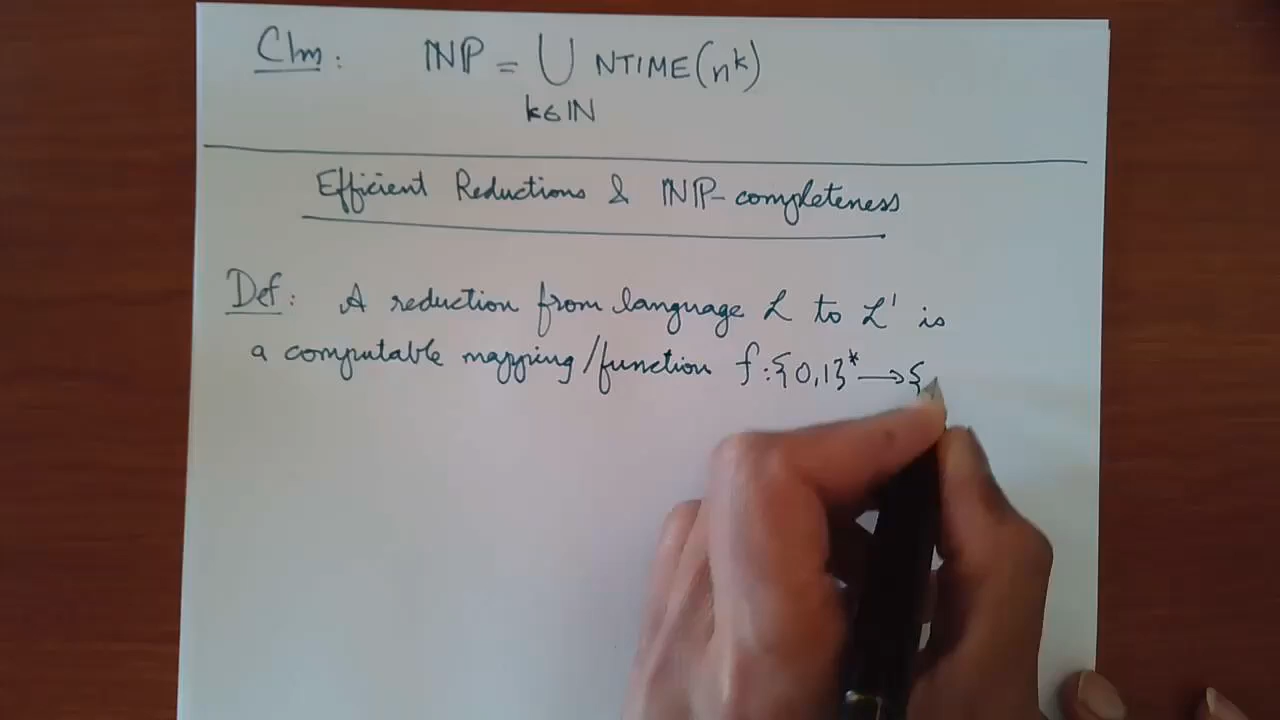 Clm: NP = ⋃ NTIME(n^k)
k∈ℕ
Efficient Reductions & NP-completeness
Def: A reduction from language L to L' is
a computable mapping/function f:{0,1}* → {